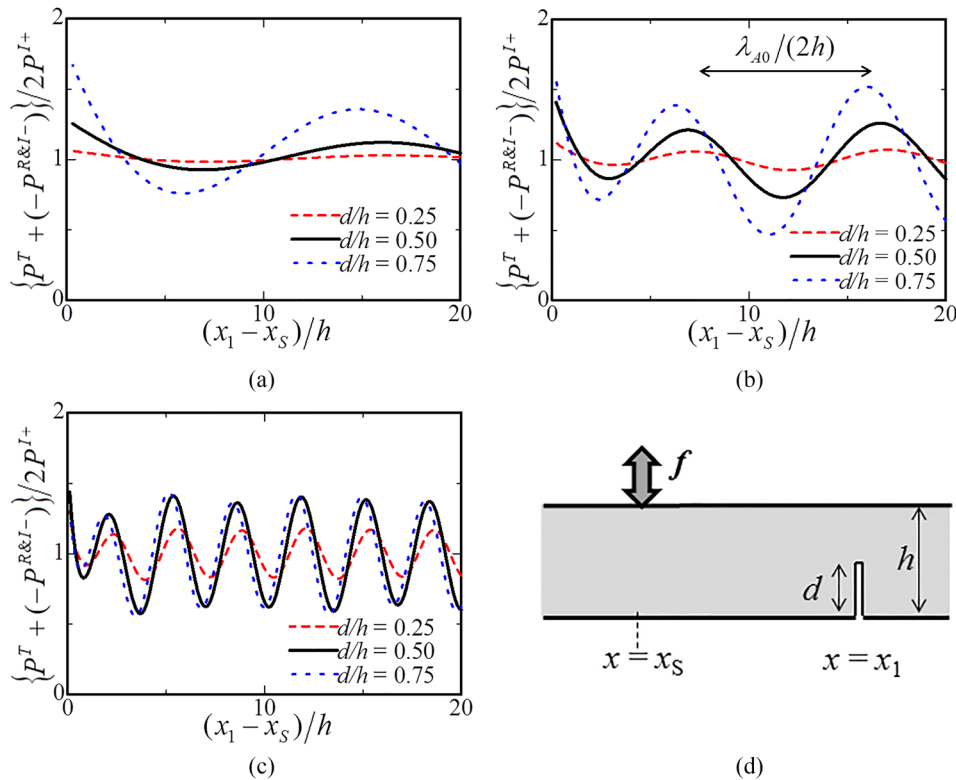 2
1
0
0
10
20
{P^T + (-P^{R&I-})}/2P^{I+}
(x_1 - x_S)/h
d/h = 0.25
d/h = 0.50
d/h = 0.75
(a)
2
1
0
0
10
20
{P^T + (-P^{R&I-})}/2P^{I+}
λ_{A0}/(2h)
(x_1 - x_S)/h
d/h = 0.25
d/h = 0.50
d/h = 0.75
(b)
2
1
0
0
10
20
{P^T + (-P^{R&I-})}/2P^{I+}
(x_1 - x_S)/h
d/h = 0.25
d/h = 0.50
d/h = 0.75
(c)
f
h
d
x = x_S
x = x_1
(d)